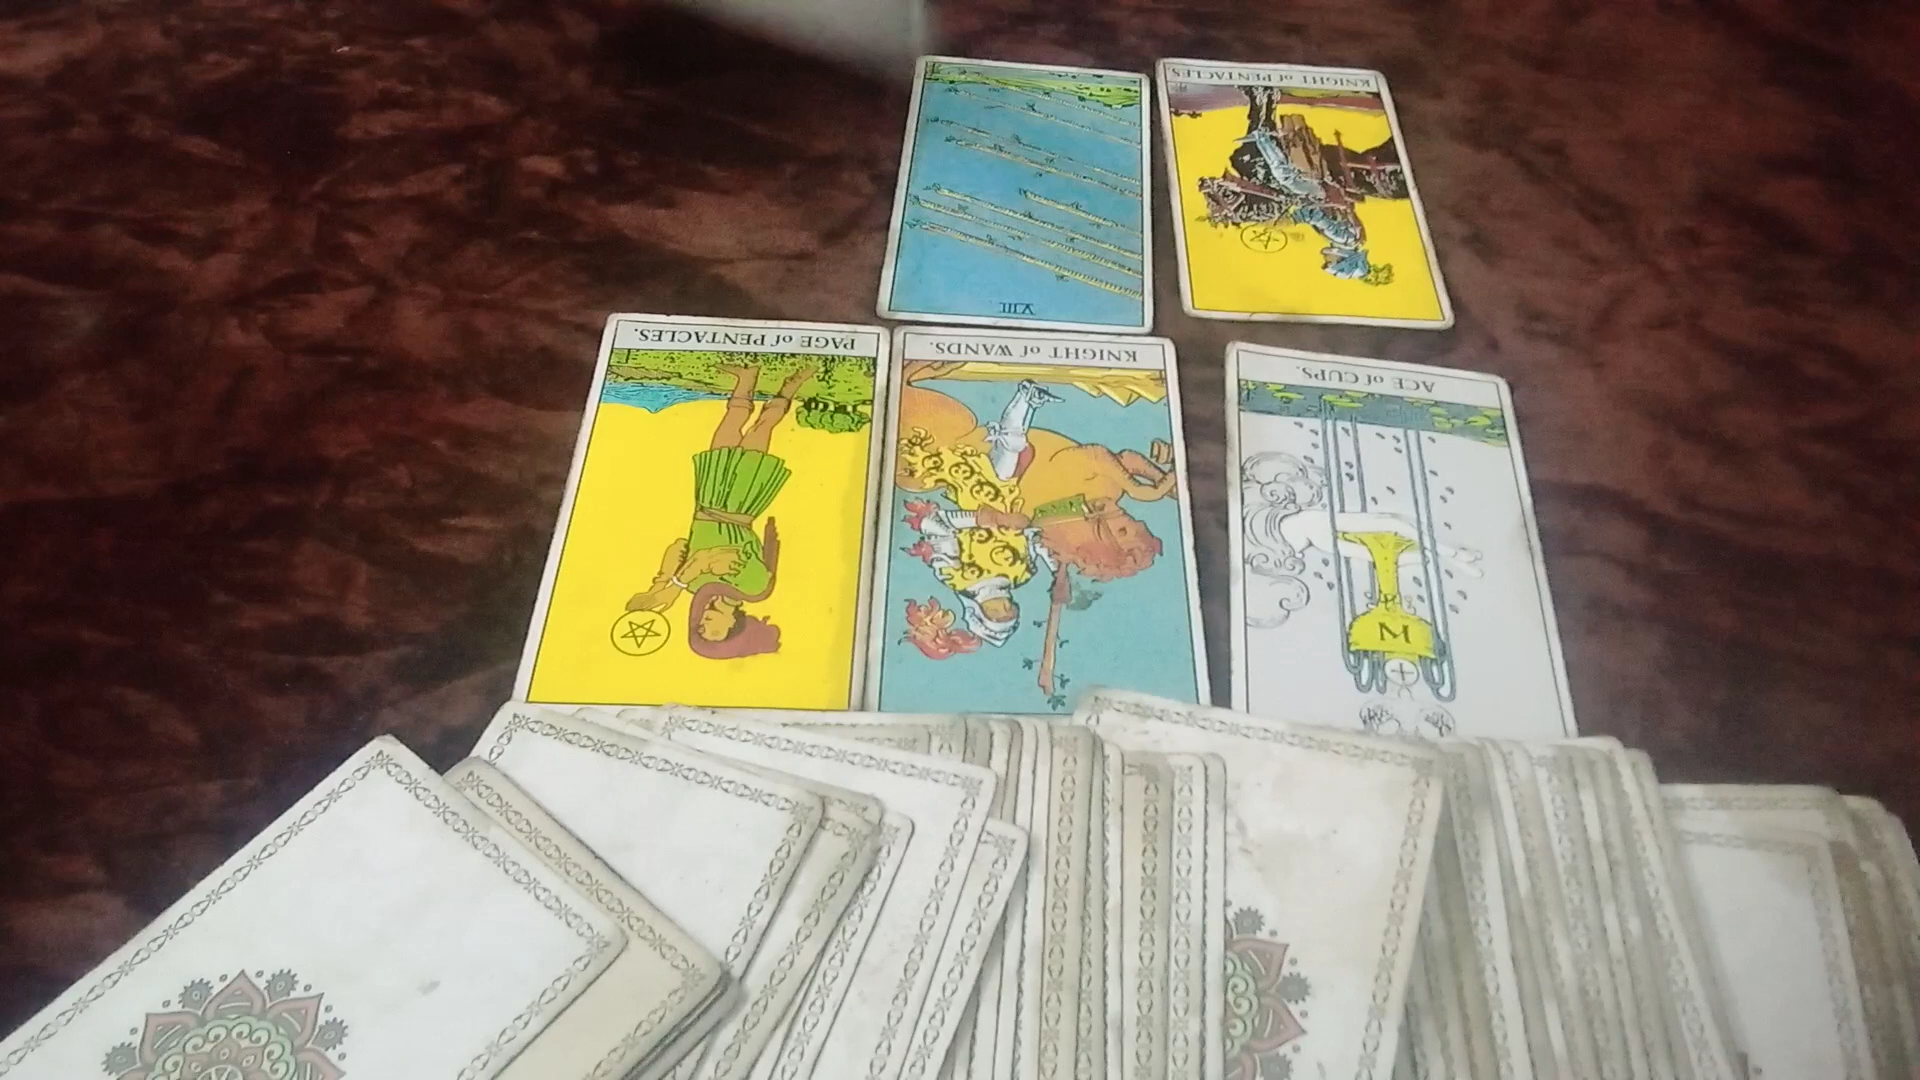 KNIGHT of PENTACLES.
VIII
PAGE of PENTACLES.
KNIGHT of WANDS.
ACE of CUPS.
W